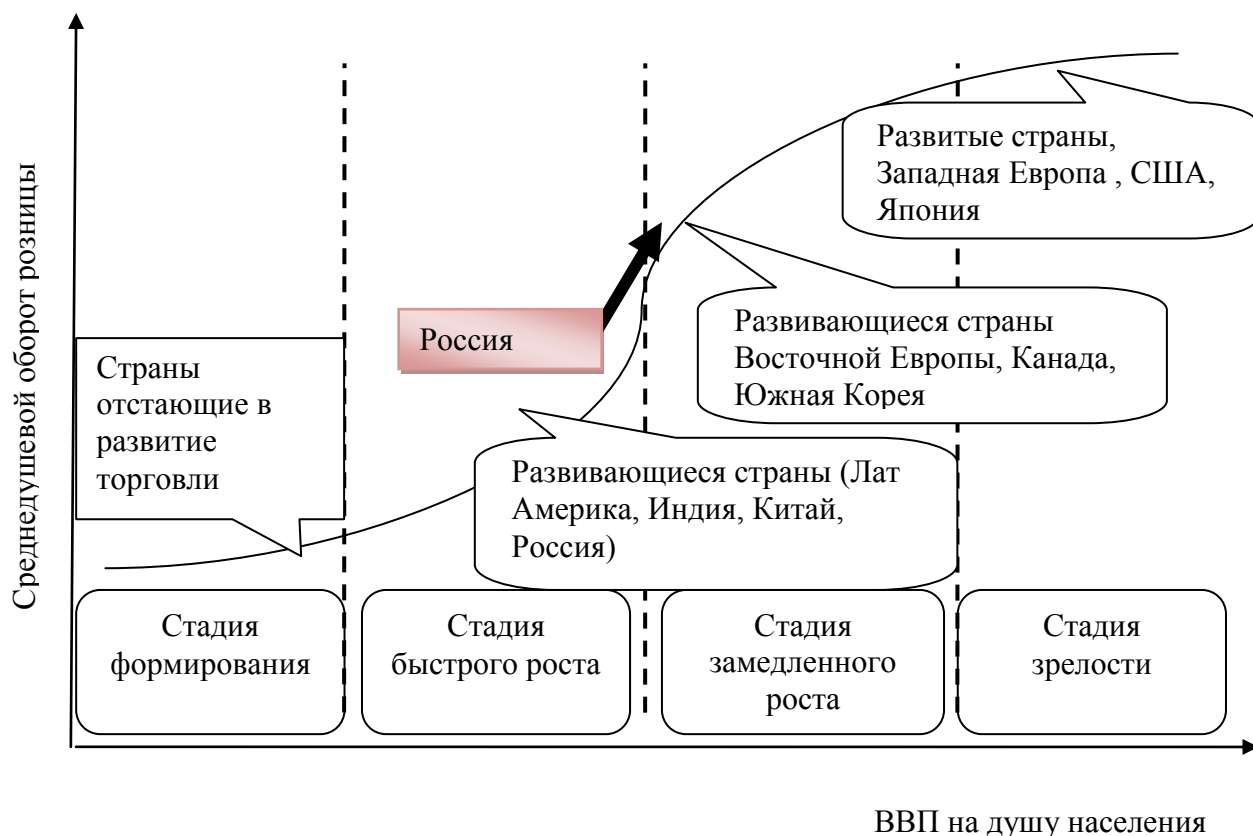 Среднедушевой оборот розницы
Развитые страны,
Западная Европа , США,
Япония
Россия
Развивающиеся страны
Восточной Европы, Канада,
Южная Корея
Страны
отстающие в
развитие
торговли
Развивающиеся страны (Лат
Америка, Индия, Китай,
Россия)
Стадия
формирования
Стадия
быстрого роста
Стадия
замедленного
роста
Стадия
зрелости
ВВП на душу населения